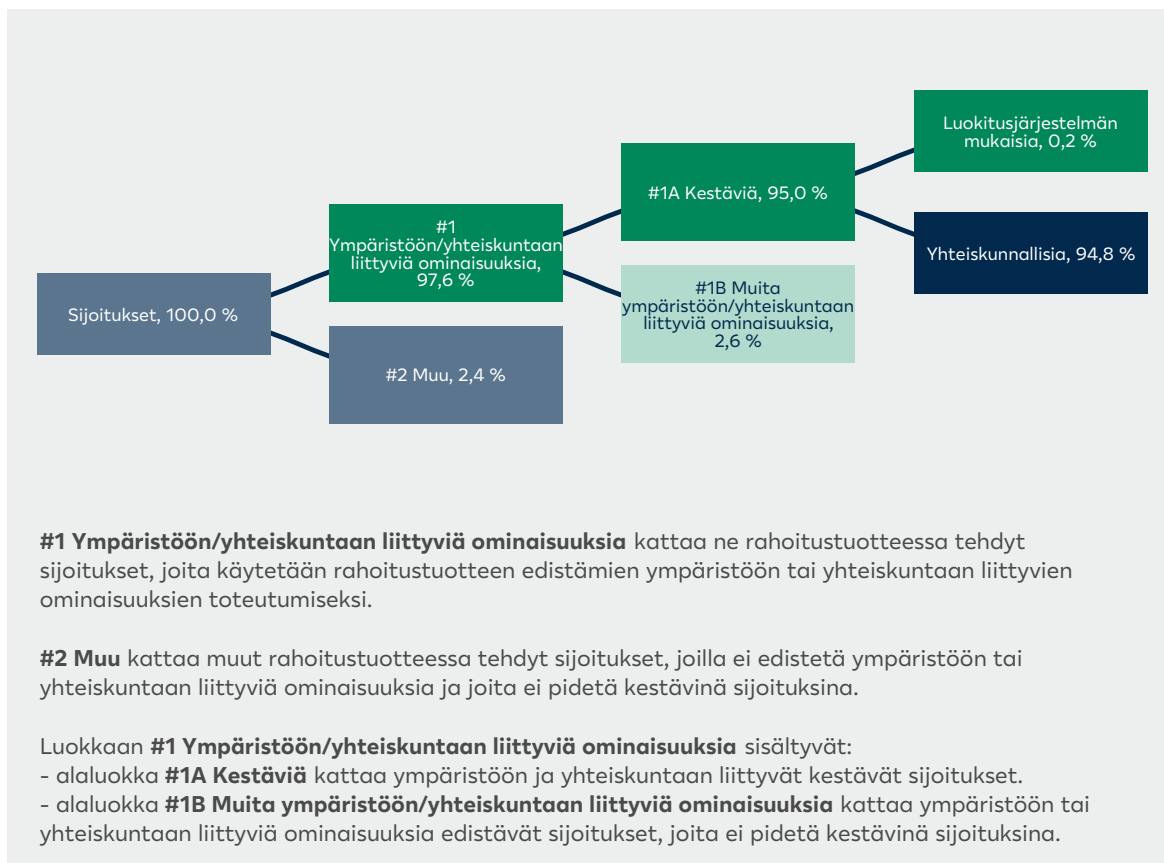 Luokitusjärjestelmän
mukaisia, 0,2 %
#1A Kestäviä, 95,0 %
#1
Ympäristöön/yhteiskuntaan
liittyviä ominaisuuksia,
97,6 %
Yhteiskunnallisia, 94,8 %
Sijoitukset, 100,0 %
#1B Muita
ympäristöön/yhteiskuntaan
liittyviä ominaisuuksia,
2,6 %
#2 Muu, 2,4 %
#1 Ympäristöön/yhteiskuntaan liittyviä ominaisuuksia kattaa ne rahoitustuotteessa tehdyt
sijoitukset, joita käytetään rahoitustuotteen edistämien ympäristöön tai yhteiskuntaan liittyvien
ominaisuuksien toteutumiseksi.
#2 Muu kattaa muut rahoitustuotteessa tehdyt sijoitukset, joilla ei edistetä ympäristöön tai
yhteiskuntaan liittyviä ominaisuuksia ja joita ei pidetä kestävinä sijoituksina.
Luokkaan #1 Ympäristöön/yhteiskuntaan liittyviä ominaisuuksia sisältyvät:
- alaluokka #1A Kestäviä kattaa ympäristöön ja yhteiskuntaan liittyvät kestävät sijoitukset.
- alaluokka #1B Muita ympäristöön/yhteiskuntaan liittyviä ominaisuuksia kattaa ympäristöön tai
yhteiskuntaan liittyviä ominaisuuksia edistävät sijoitukset, joita ei pidetä kestävinä sijoituksina.